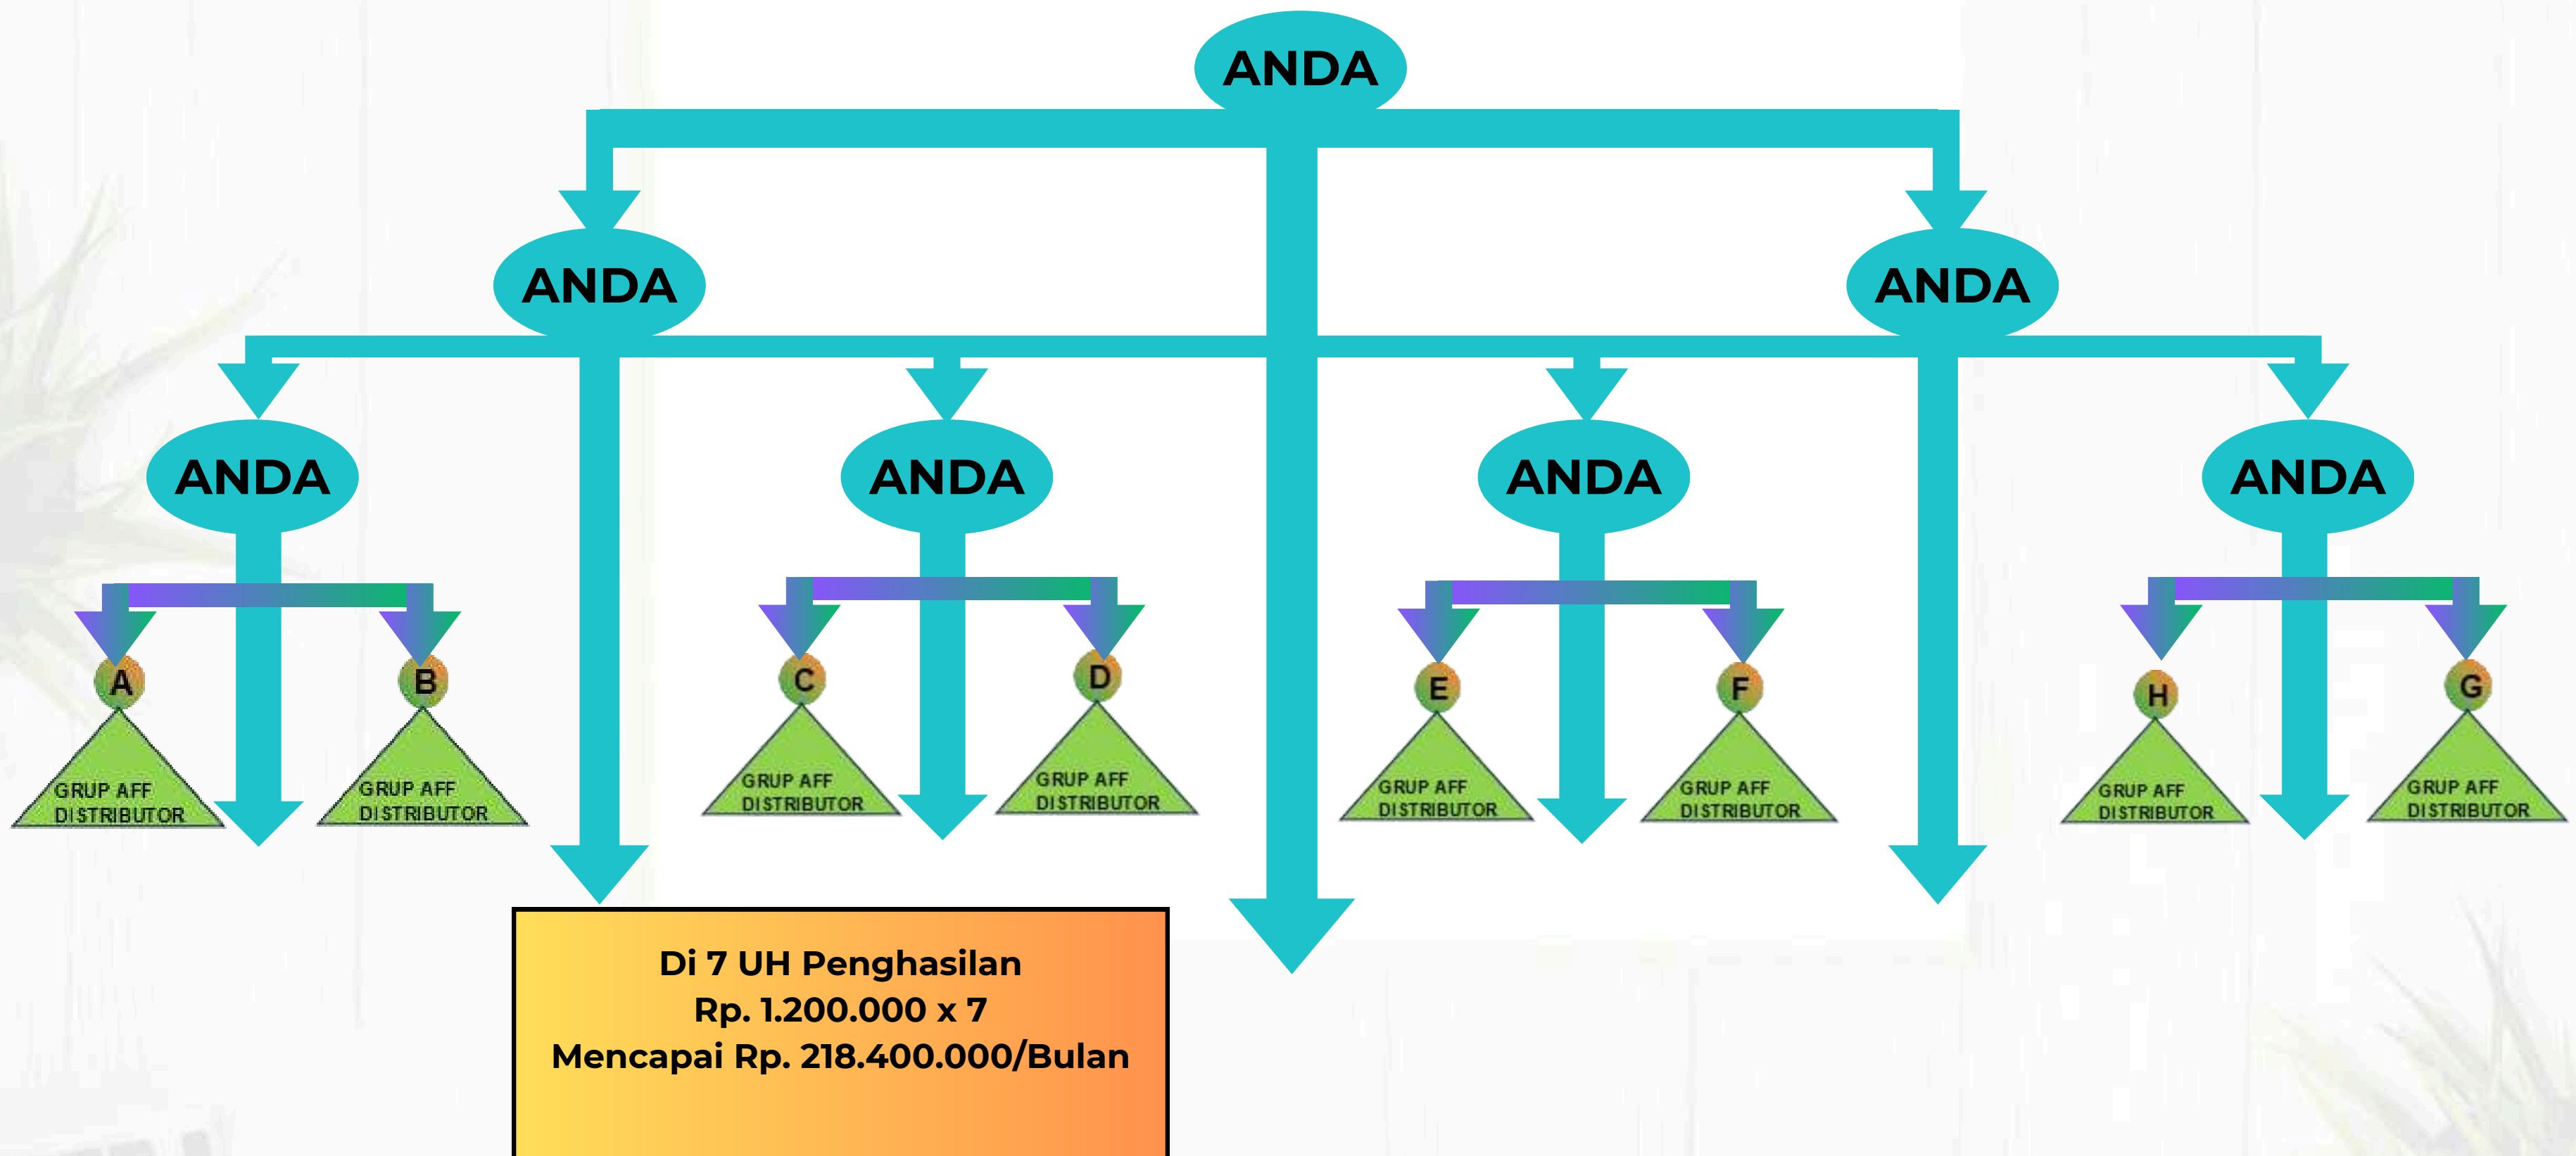 ANDA
ANDA
ANDA
ANDA
ANDA
ANDA
ANDA
A
B
C
D
E
F
H
G
GRUP AFF
DISTRIBUTOR
GRUP AFF
DISTRIBUTOR
GRUP AFF
DISTRIBUTOR
GRUP AFF
DISTRIBUTOR
GRUP AFF
DISTRIBUTOR
GRUP AFF
DISTRIBUTOR
GRUP AFF
DISTRIBUTOR
GRUP AFF
DISTRIBUTOR
Di 7 UH Penghasilan
Rp. 1.200.000 x 7
Mencapai Rp. 218.400.000/Bulan